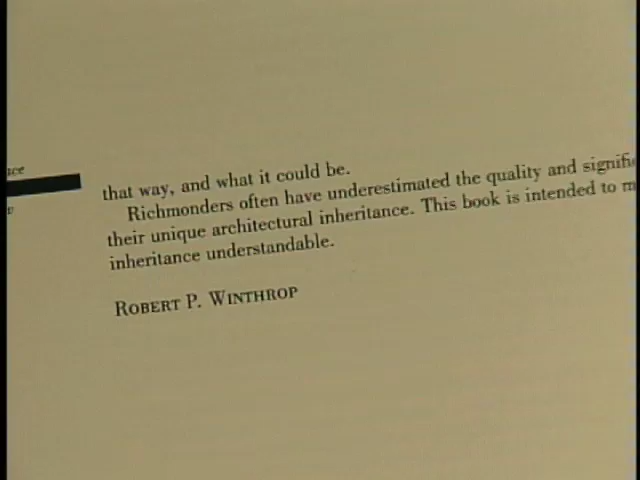 that way, and what it could be.
Richmonders often have underestimated the quality and
their unique architectural inheritance. This book is intended to
inheritance understandable.
ROBERT P. WINTHROP